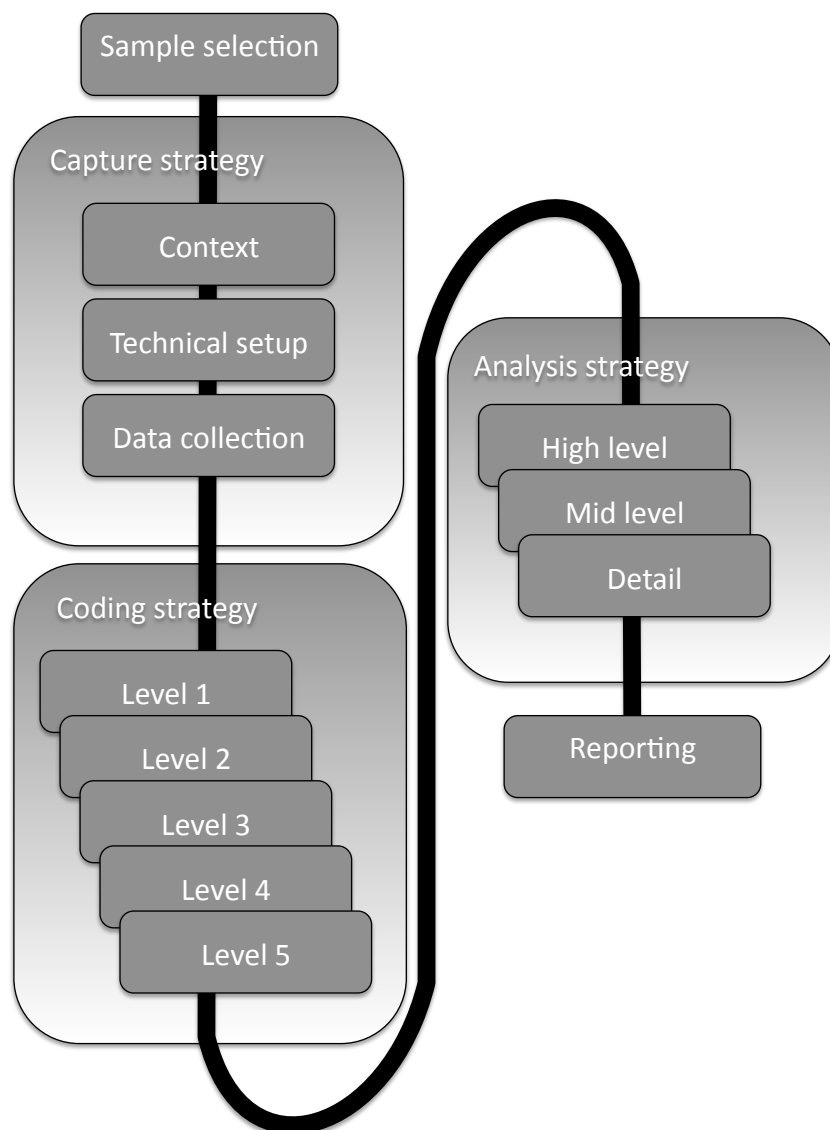 Sample selection
Capture strategy
Context
Technical setup
Data collection
Coding strategy
Level 1
Level 2
Level 3
Level 4
Level 5
Analysis strategy
High level
Mid level
Detail
Reporting